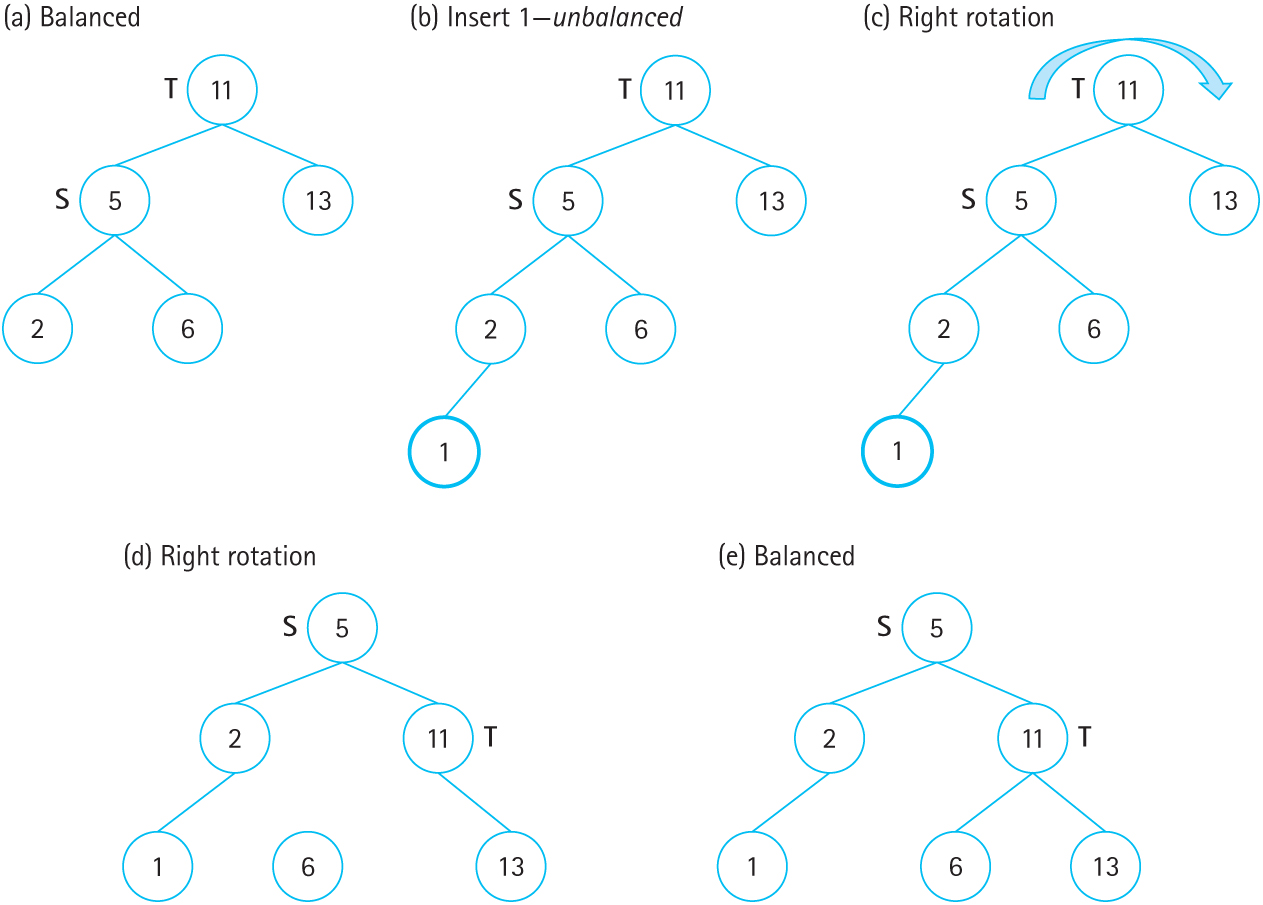 (a) Balanced
(b) Insert 1—unbalanced
(c) Right rotation
T 11
T 11
T 11
S 5
13
S 5
13
S 5
13
2
6
2
6
2
6
1
1
(d) Right rotation
(e) Balanced
S 5
S 5
2
11 T
2
11 T
1
6
13
1
6
13